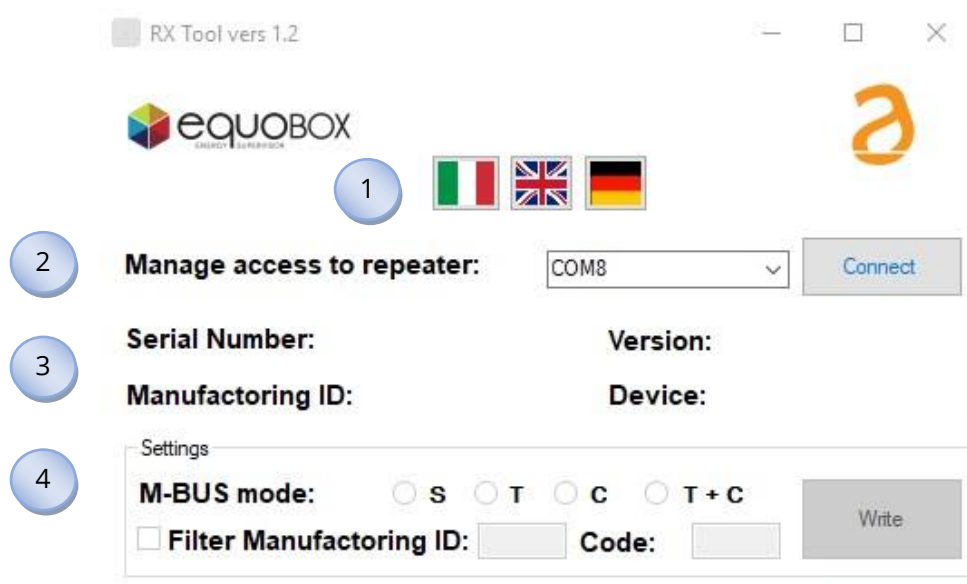 RX Tool vers 1.2
equoBOX
ENERGY SUPERVISOR
1
2
Manage access to repeater:
COM8
Connect
3
Serial Number:
Version:
Manufactoring ID:
Device:
Settings
4
M-BUS mode:
S
T
C
T + C
Write
Filter Manufactoring ID:
Code: